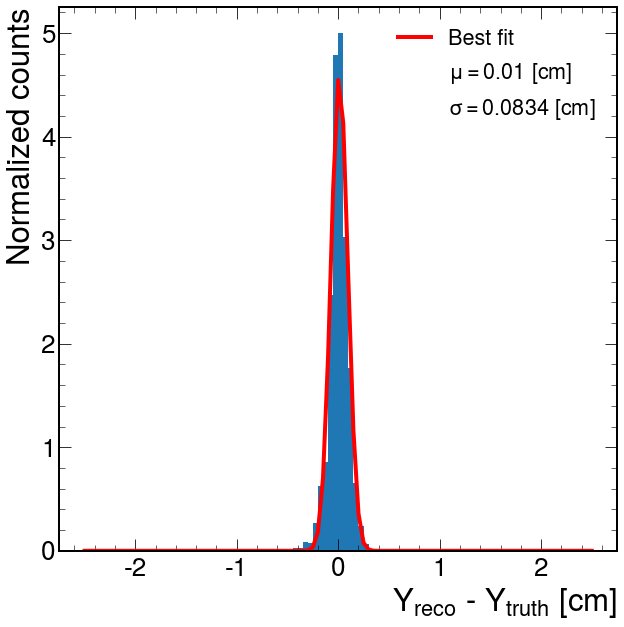 Normalized counts
Best fit
μ = 0.01 [cm]
σ = 0.0834 [cm]
5
4
3
2
1
0
-2 -1 0 1 2
Y_reco - Y_truth [cm]